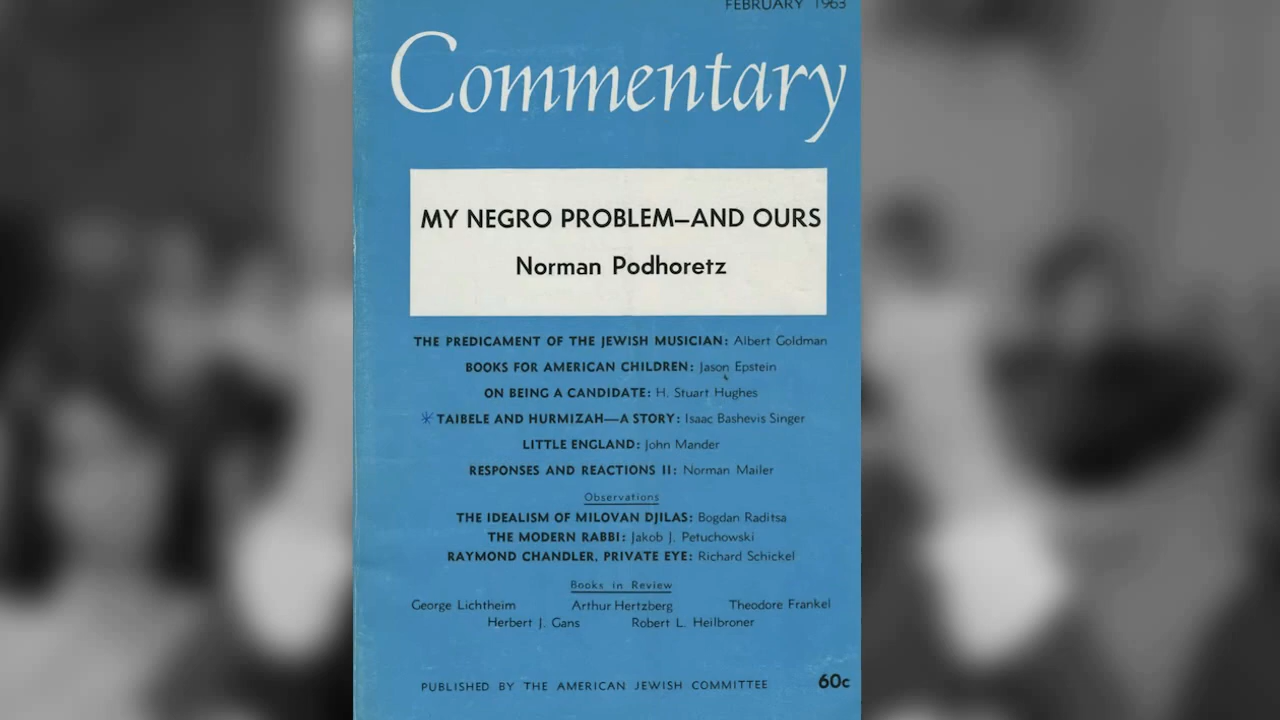 FEBRUARY 1963
Commentary
MY NEGRO PROBLEM—AND OURS
Norman Podhoretz
THE PREDICAMENT OF THE JEWISH MUSICIAN: Albert Goldman
BOOKS FOR AMERICAN CHILDREN: Jason Epstein
ON BEING A CANDIDATE: H. Stuart Hughes
TAIBELE AND HURMIZAH—A STORY: Isaac Bashevis Singer
LITTLE ENGLAND: John Mander
RESPONSES AND REACTIONS II: Norman Mailer
Observations
THE IDEALISM OF MILOVAN DJILAS: Bogdan Raditsa
THE MODERN RABBI: Jakob J. Petuchowski
RAYMOND CHANDLER, PRIVATE EYE: Richard Schickel
Books in Review
George Lichtheim Arthur Hertzberg Theodore Frankel
Herbert J. Gans Robert L. Heilbroner
PUBLISHED BY THE AMERICAN JEWISH COMMITTEE 60c